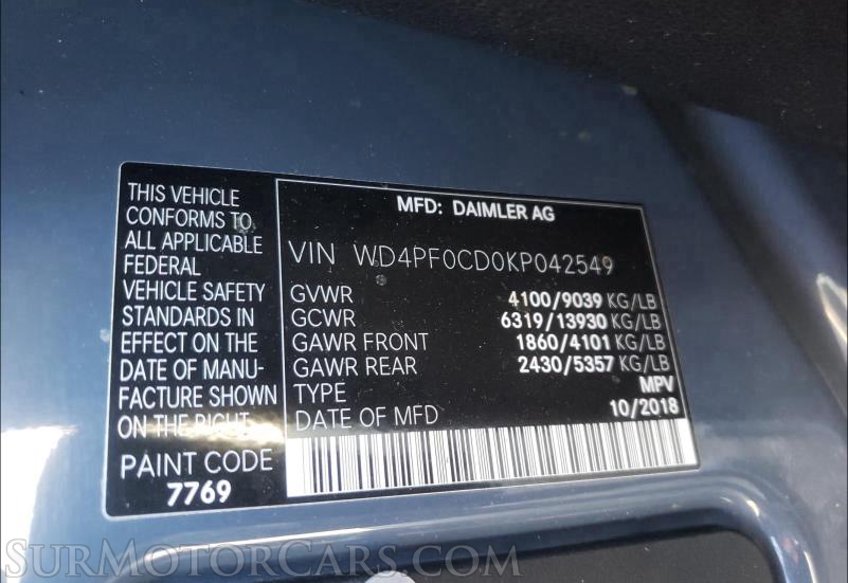 THIS VEHICLE
CONFORMS TO
ALL APPLICABLE
FEDERAL
VEHICLE SAFETY
STANDARDS IN
EFFECT ON THE
DATE OF MANU-
FACTURE SHOWN
ON THE RIGHT
PAINT CODE
7769
MFD: DAIMLER AG
VIN WD4PF0CD0KP042549
GVWR 4100/9039 KG/LB
GCWR 6319/13930 KG/LB
GAWR FRONT 1860/4101 KG/LB
GAWR REAR 2430/5357 KG/LB
TYPE MPV
DATE OF MFD 10/2018
SURMOTORCARS.COM